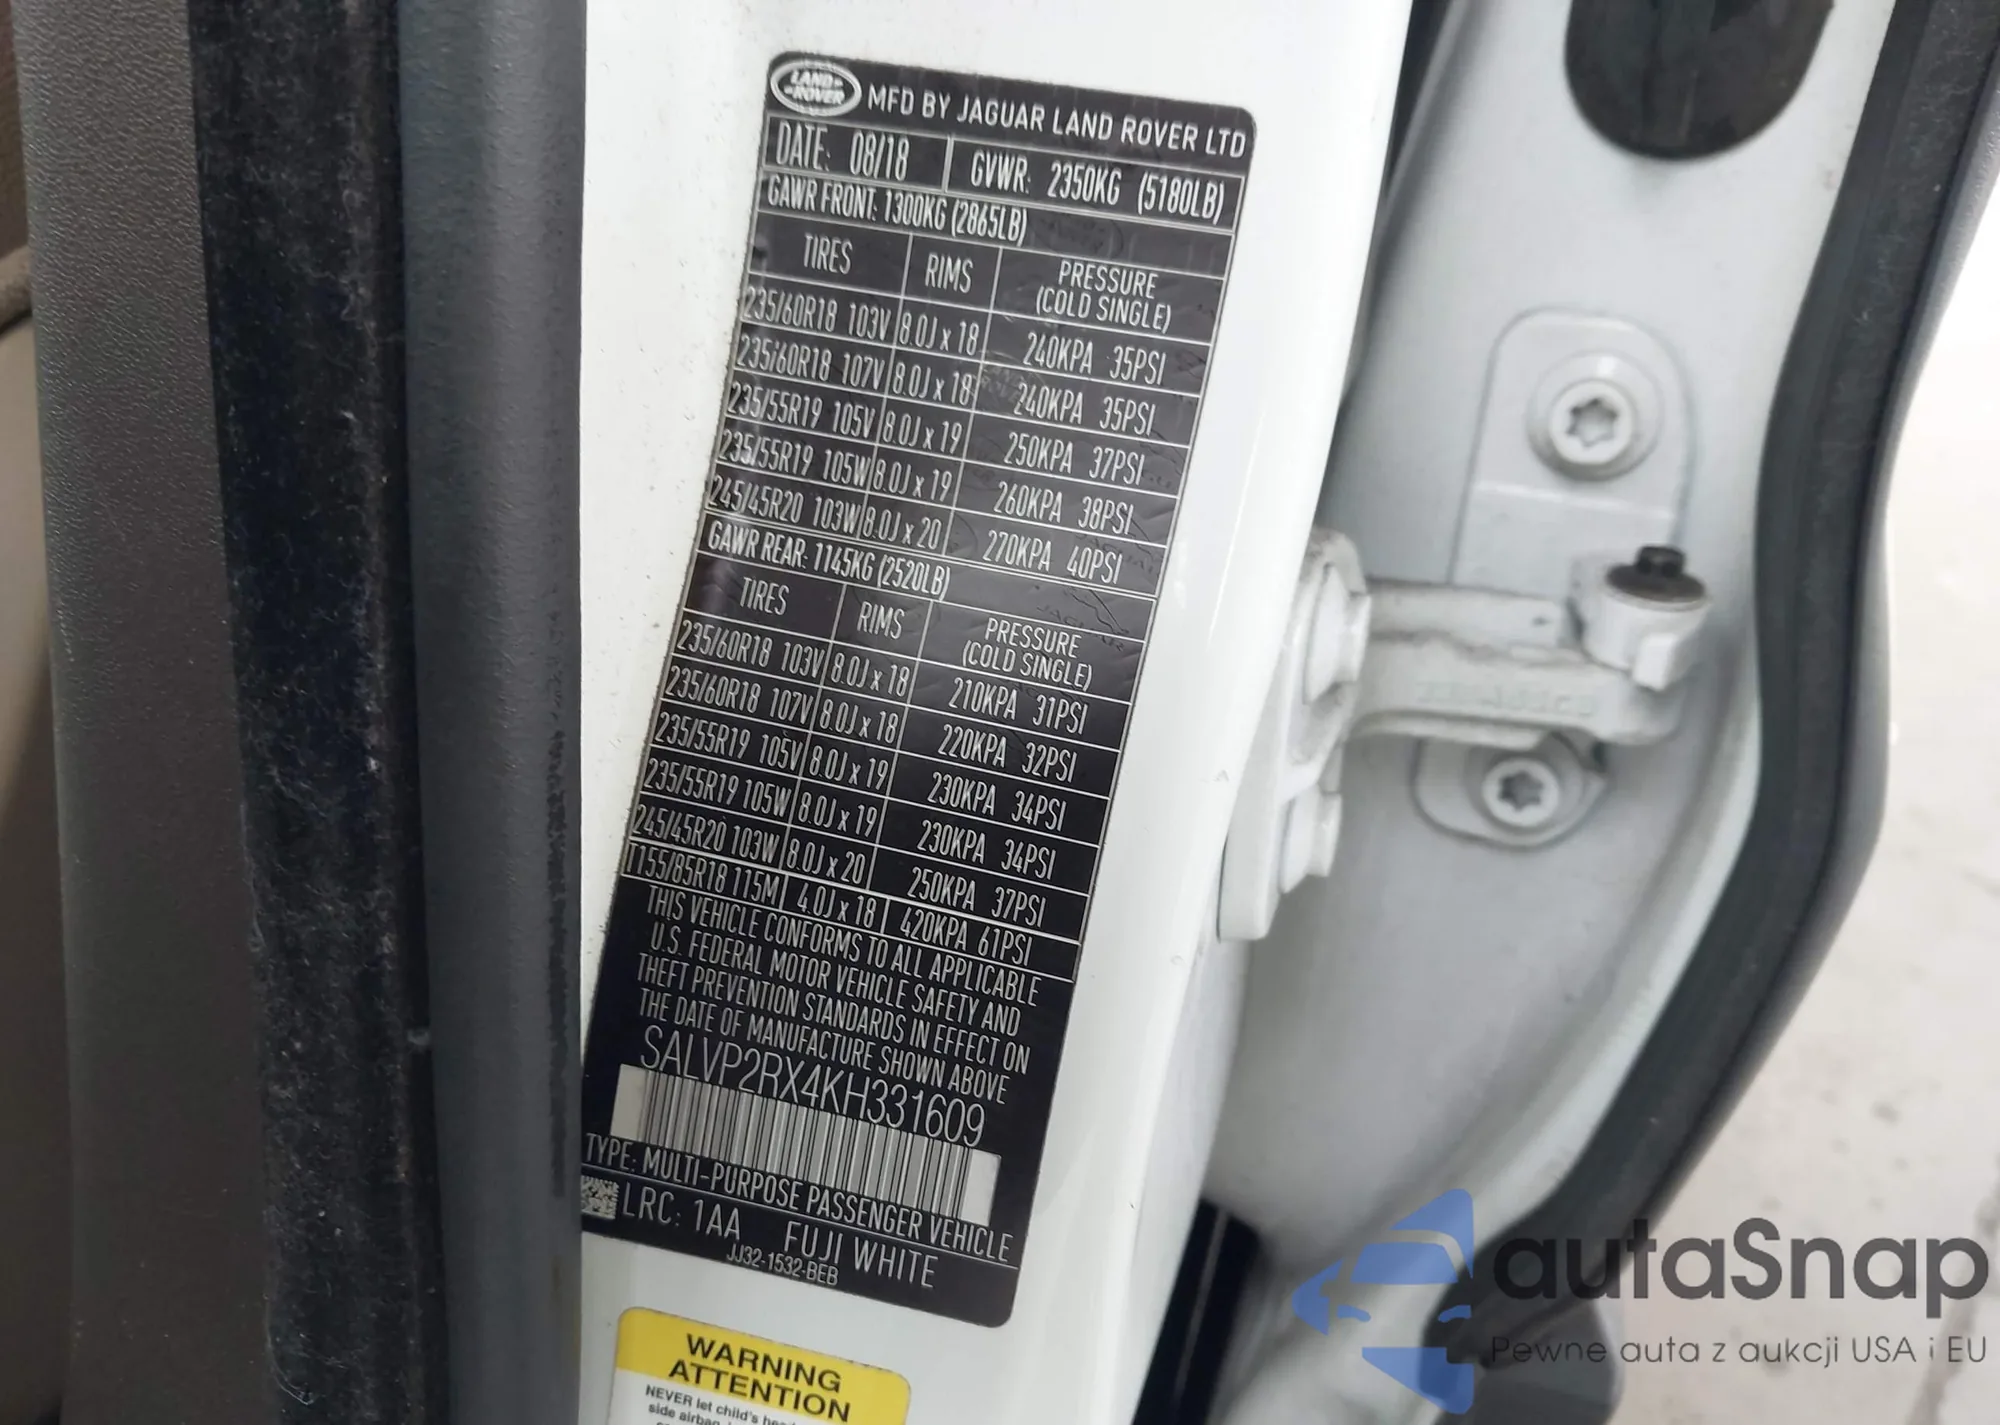 LAND ROVER
MFD BY JAGUAR LAND ROVER LTD
DATE: 08/18 GVWR: 2350KG (5180LB)
GAWR FRONT: 1300KG (2865LB)
TIRES RIMS PRESSURE (COLD SINGLE)
235/60R18 103V 8.0J x 18 240KPA 35PSI
235/60R18 107V 8.0J x 18 240KPA 35PSI
235/55R19 105V 8.0J x 19 250KPA 37PSI
235/55R19 105W 8.0J x 19 260KPA 38PSI
245/45R20 103W 8.0J x 20 270KPA 40PSI
GAWR REAR: 1145KG (2520LB)
TIRES RIMS PRESSURE (COLD SINGLE)
235/60R18 103V 8.0J x 18 210KPA 31PSI
235/60R18 107V 8.0J x 18 220KPA 32PSI
235/55R19 105V 8.0J x 19 230KPA 34PSI
235/55R19 105W 8.0J x 19 230KPA 34PSI
245/45R20 103W 8.0J x 20 250KPA 37PSI
T155/85R18 115M 4.0J x 18 420KPA 61PSI
THIS VEHICLE CONFORMS TO ALL APPLICABLE
U.S. FEDERAL MOTOR VEHICLE SAFETY AND
THEFT PREVENTION STANDARDS IN EFFECT ON
THE DATE OF MANUFACTURE SHOWN ABOVE
SALVP2RX4KH331609
TYPE: MULTI-PURPOSE PASSENGER VEHICLE
LRC: 1AA FUJI WHITE
JJ32-1532-BEB
WARNING
ATTENTION
NEVER let child's
side airbag
autaSnap
Pewne auta z aukcji USA i EU